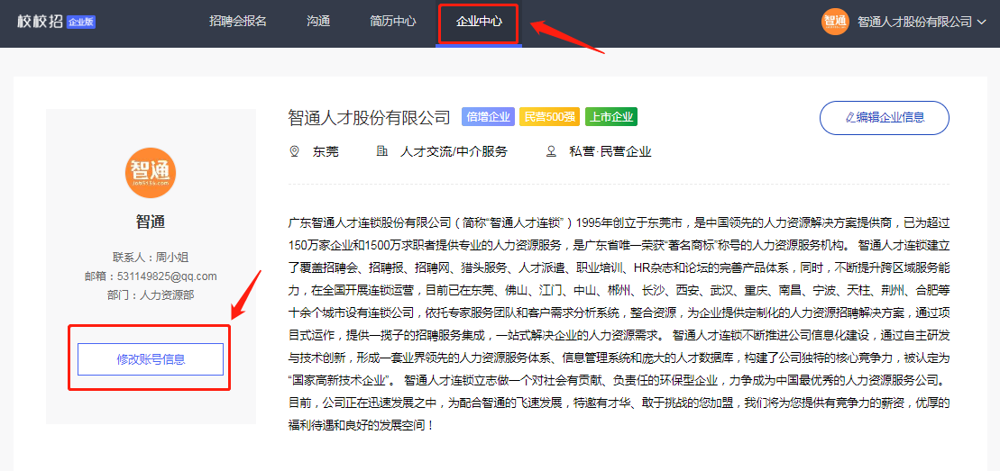 校校招 企业版 招聘会报名 沟通 简历中心 企业中心 智通 智通人才股份有限公司
智通人才股份有限公司 倍增企业 民营500强 上市企业 编辑企业信息
东莞 人才交流/中介服务 私营·民营企业
智通
job5156.com
智通
联系人：周小姐
邮箱：531149825@qq.com
部门：人力资源部
修改账号信息
广东智通人才连锁股份有限公司（简称“智通人才连锁”）1995年创立于东莞市，是中国领先的人力资源解决方案提供商，已为超过
150万家企业和1500万求职者提供专业的人力资源服务，是广东省唯一荣获“著名商标”称号的人力资源服务机构。 智通人才连锁建立
了覆盖招聘会、招聘报、招聘网、猎头服务、人才派遣、职业培训、HR杂志和论坛的完善产品体系，同时，不断提升跨区域服务能
力，在全国开展连锁运营，目前已在东莞、佛山、江门、中山、郴州、长沙、西安、武汉、重庆、南昌、宁波、天柱、荆州、合肥等
十余个城市设有连锁公司，依托专家服务团队和客户需求分析系统，整合资源，为企业提供定制化的人力资源招聘解决方案，通过项
目式运作，提供一揽子的招聘服务集成，一站式解决企业的人力资源需求。 智通人才连锁不断推进公司信息化建设，通过自主研发
与技术创新，形成一套业界领先的人力资源服务体系、信息管理系统和庞大的人才数据库，构建了公司独特的核心竞争力，被认定为
“国家高新技术企业”。 智通人才连锁立志做一个对社会有贡献、负责任的环保型企业，力争成为中国最优秀的人力资源服务公司。
目前，公司正在迅速发展之中，为配合智通的飞速发展，特邀有才华、敢于挑战的您加盟，我们将为您提供有竞争力的薪资，优厚的
福利待遇和良好的发展空间！